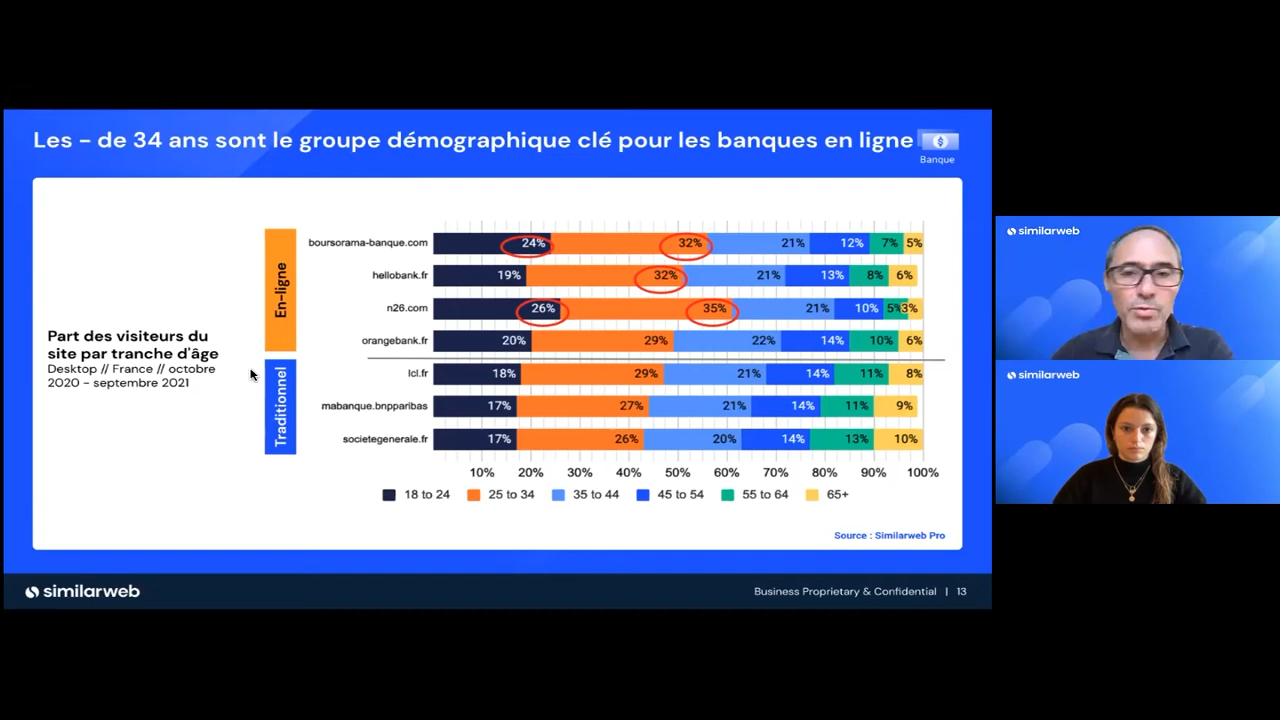 Les - de 34 ans sont le groupe démographique clé pour les banques en ligne
Banque
Part des visiteurs du
site par tranche d'âge
Desktop // France // octobre
2020 - septembre 2021
En-ligne
Traditionnel
boursorama-banque.com 24% 32% 21% 12% 7% 5%
hellobank.fr 19% 32% 21% 13% 8% 6%
n26.com 26% 35% 21% 10% 5% 3%
orangebank.fr 20% 29% 22% 14% 10% 6%
lcl.fr 18% 29% 21% 14% 11% 8%
mabanque.bnpparibas 17% 27% 21% 14% 11% 9%
societegenerale.fr 17% 26% 20% 14% 13% 10%
10% 20% 30% 40% 50% 60% 70% 80% 90% 100%
18 to 24 25 to 34 35 to 44 45 to 54 55 to 64 65+
Source : Similarweb Pro
similarweb
Business Proprietary & Confidential | 13
similarweb
similarweb